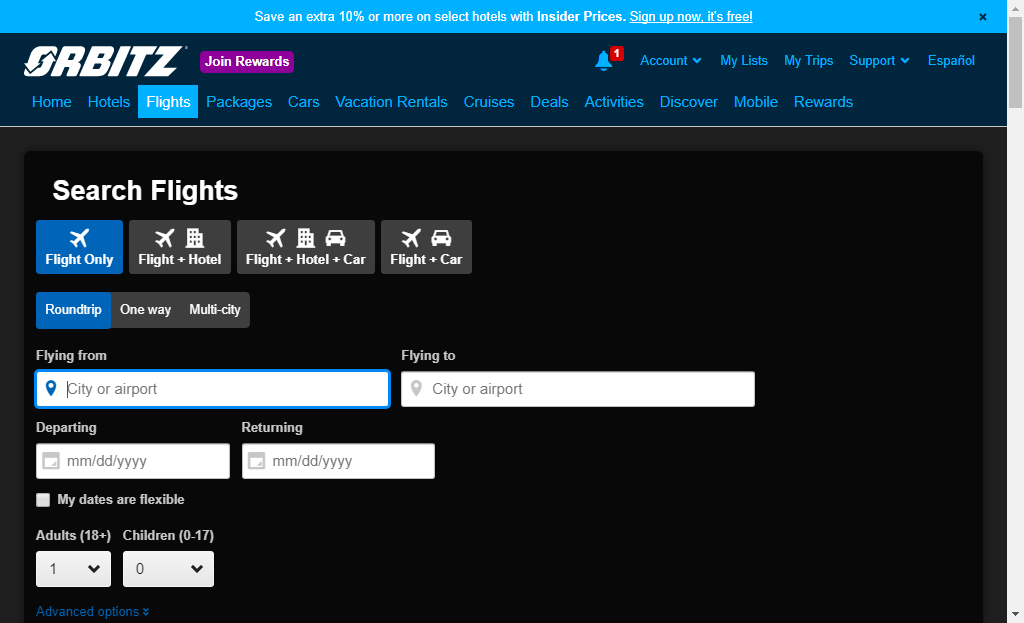 Save an extra 10% or more on select hotels with Insider Prices. Sign up now, it's free! ×
ORBITZ Join Rewards 1 Account My Lists My Trips Support Español
Home Hotels Flights Packages Cars Vacation Rentals Cruises Deals Activities Discover Mobile Rewards
Search Flights
Flight Only Flight + Hotel Flight + Hotel + Car Flight + Car
Roundtrip One way Multi-city
Flying from Flying to
City or airport City or airport
Departing Returning
mm/dd/yyyy mm/dd/yyyy
My dates are flexible
Adults (18+) Children (0-17)
1 0
Advanced options